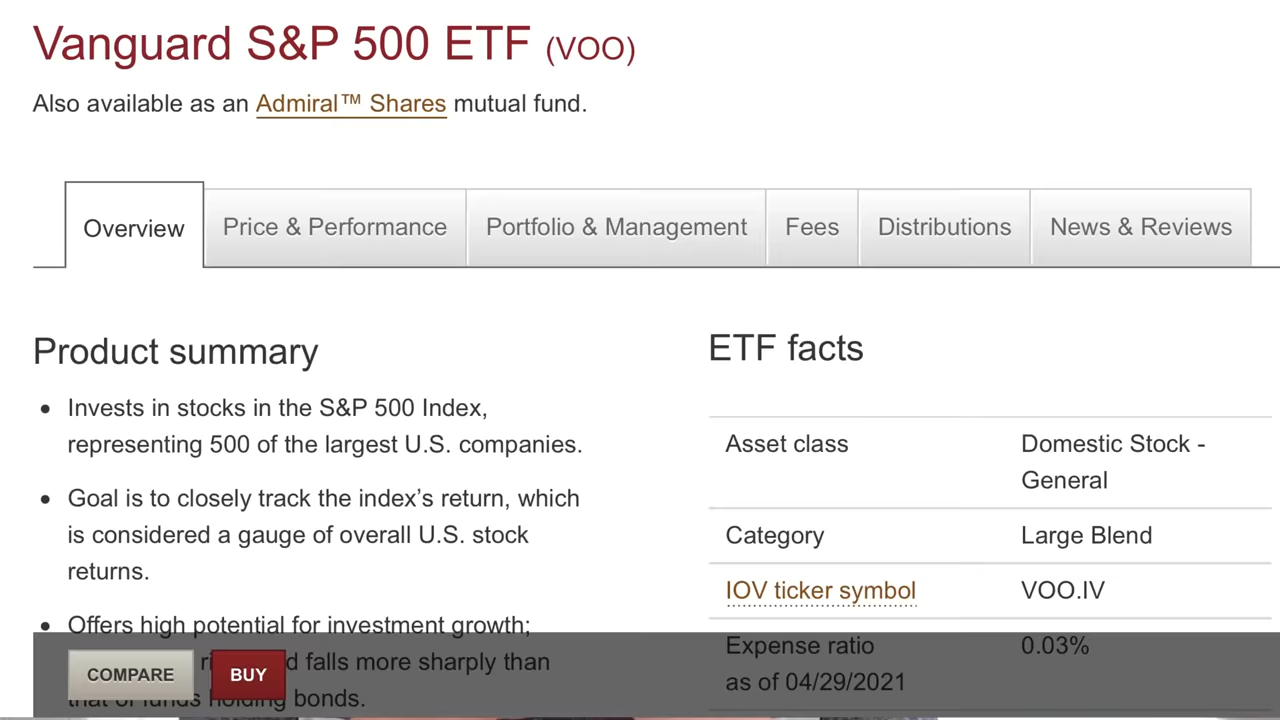 Vanguard S&P 500 ETF (VOO)
Also available as an Admiral™ Shares mutual fund.
Overview
Price & Performance
Portfolio & Management
Fees
Distributions
News & Reviews
Product summary
• Invests in stocks in the S&P 500 Index,
representing 500 of the largest U.S. companies.
• Goal is to closely track the index’s return, which
is considered a gauge of overall U.S. stock
returns.
• Offers high potential for investment growth;
falls more sharply than
that of funds holding bonds.
COMPARE
BUY
ETF facts
Asset class Domestic Stock -
General
Category Large Blend
IOV ticker symbol VOO.IV
Expense ratio 0.03%
as of 04/29/2021